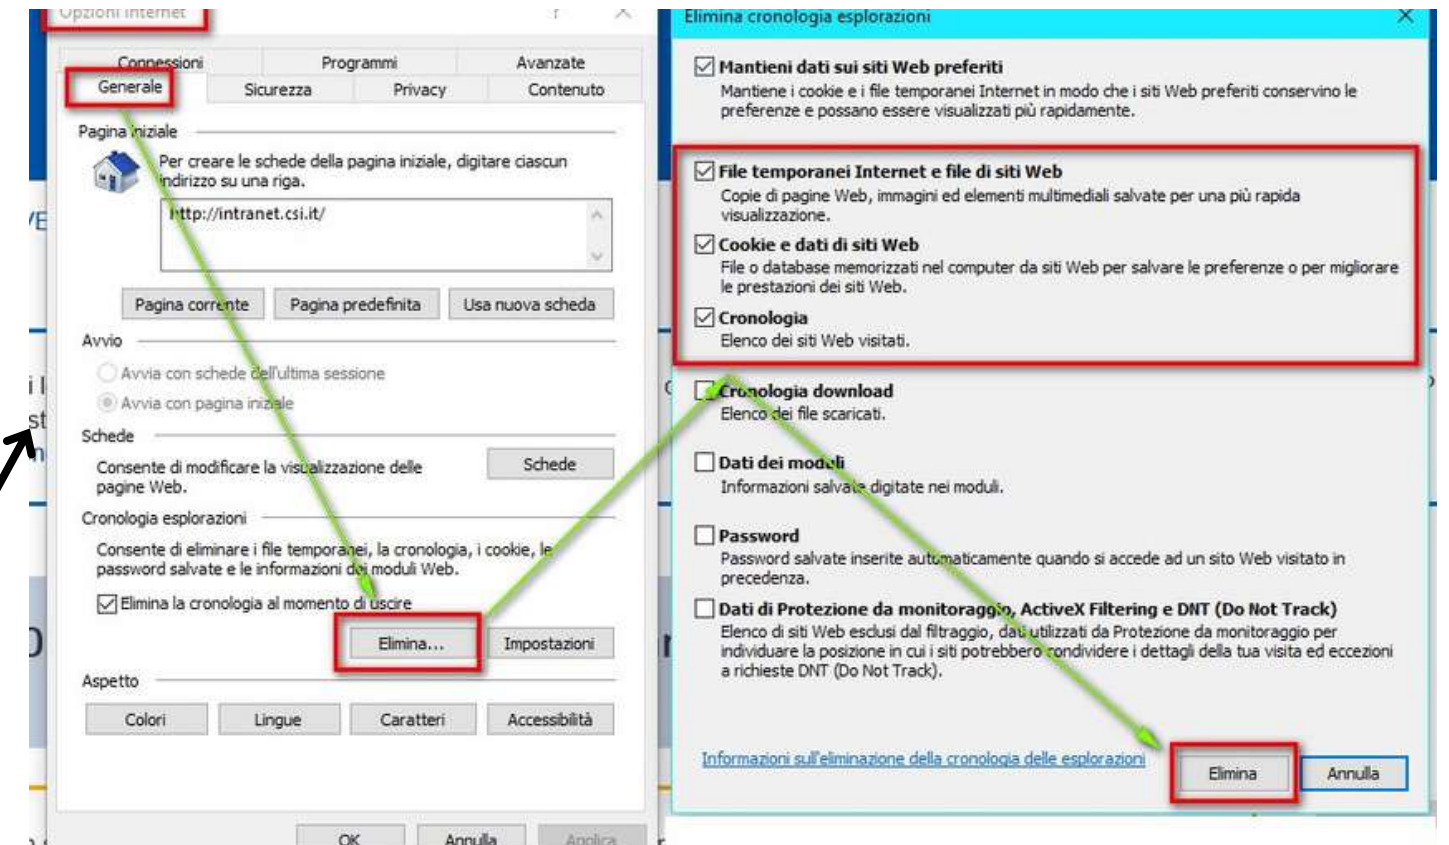 Opzioni Internet
?
Connessioni
Programmi
Avanzate
Generale
Sicurezza
Privacy
Contenuto
Pagina iniziale
Per creare le schede della pagina iniziale, digitare ciascun
indirizzo su una riga.
http://intranet.csi.it/
Pagina corrente
Pagina predefinita
Usa nuova scheda
Avvio
Avvia con schede dell'ultima sessione
Avvia con pagina iniziale
Schede
Consente di modificare la visualizzazione delle
pagine Web.
Schede
Cronologia esplorazioni
Consente di eliminare i file temporanei, la cronologia, i cookie, le
password salvate e le informazioni dei moduli Web.
Elimina la cronologia al momento di uscire
Elimina...
Impostazioni
Aspetto
Colori
Lingue
Caratteri
Accessibilità
OK
Annulla
Applica
Elimina cronologia esplorazioni
Mantieni dati sui siti Web preferiti
Mantiene i cookie e i file temporanei Internet in modo che i siti Web preferiti conservino le
preferenze e possano essere visualizzati più rapidamente.
File temporanei Internet e file di siti Web
Copie di pagine Web, immagini ed elementi multimediali salvate per una più rapida
visualizzazione.
Cookie e dati di siti Web
File o database memorizzati nel computer da siti Web per salvare le preferenze o per migliorare
le prestazioni dei siti Web.
Cronologia
Elenco dei siti Web visitati.
Cronologia download
Elenco dei file scaricati.
Dati dei moduli
Informazioni salvate digitate nei moduli.
Password
Password salvate inserite automaticamente quando si accede ad un sito Web visitato in
precedenza.
Dati di Protezione da monitoraggio, ActiveX Filtering e DNT (Do Not Track)
Elenco di siti Web esclusi dal filtraggio, dati utilizzati da Protezione da monitoraggio per
individuare la posizione in cui i siti potrebbero condividere i dettagli della tua visita ed eccezioni
a richieste DNT (Do Not Track).
Informazioni sull'eliminazione della cronologia delle esplorazioni
Elimina
Annulla